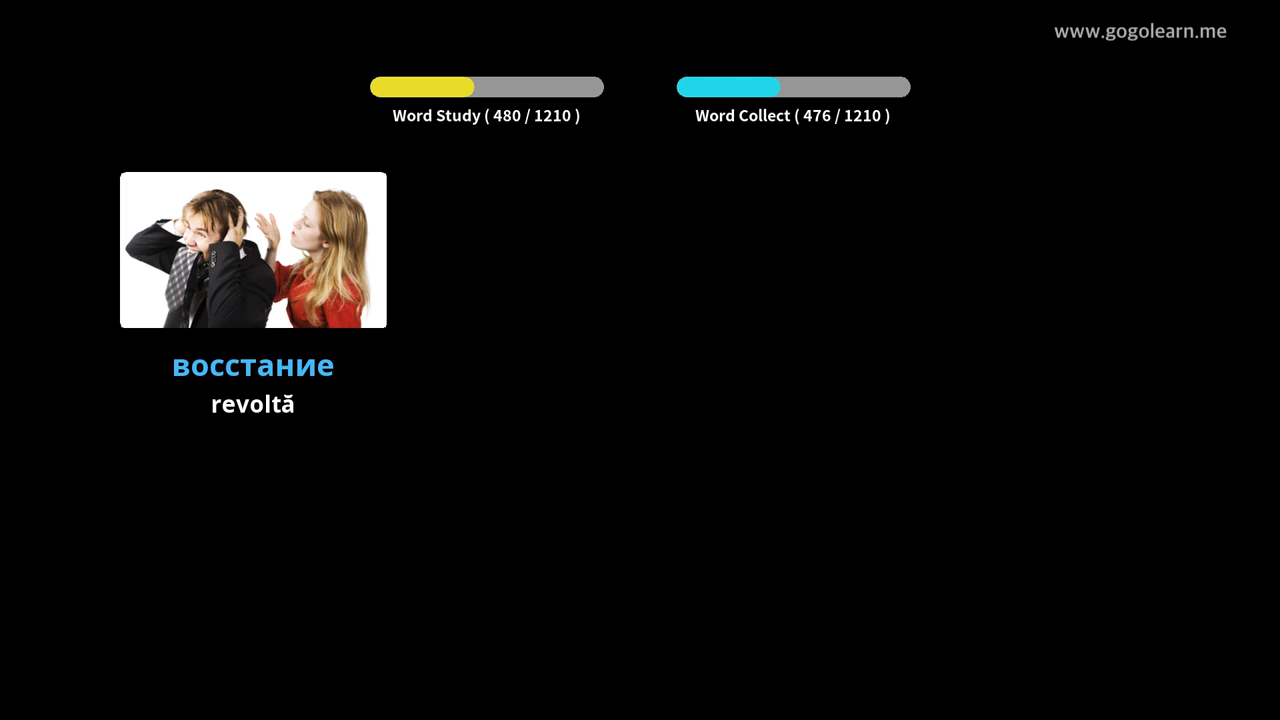 www.gogolearn.me
Word Study ( 480 / 1210 )
Word Collect ( 476 / 1210 )
восстание
revoltă